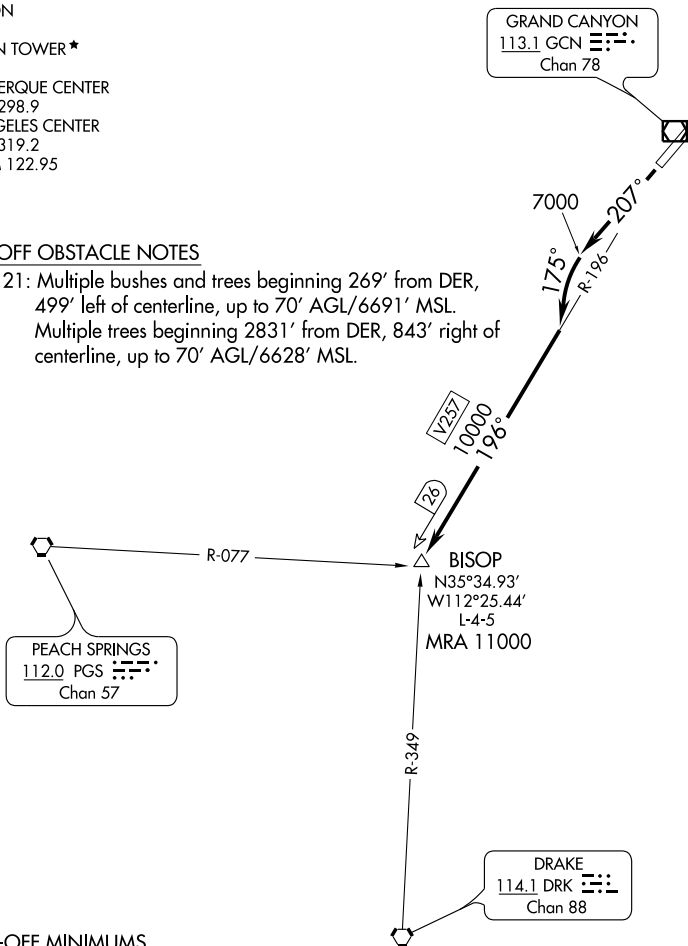 ON
N TOWER★
ERQUE CENTER
298.9
GELES CENTER
319.2
122.95
GRAND CANYON
113.1 GCN
Chan 78
207°
7000
175°
R-196
OFF OBSTACLE NOTES
21: Multiple bushes and trees beginning 269' from DER,
499' left of centerline, up to 70' AGL/6691' MSL.
Multiple trees beginning 2831' from DER, 843' right of
centerline, up to 70' AGL/6628' MSL.
V257
10000
196°
26
R-077
BISOP
N35°34.93'
W112°25.44'
L-4-5
MRA 11000
PEACH SPRINGS
112.0 PGS
Chan 57
R-349
DRAKE
114.1 DRK
Chan 88
-OFF MINIMUMS